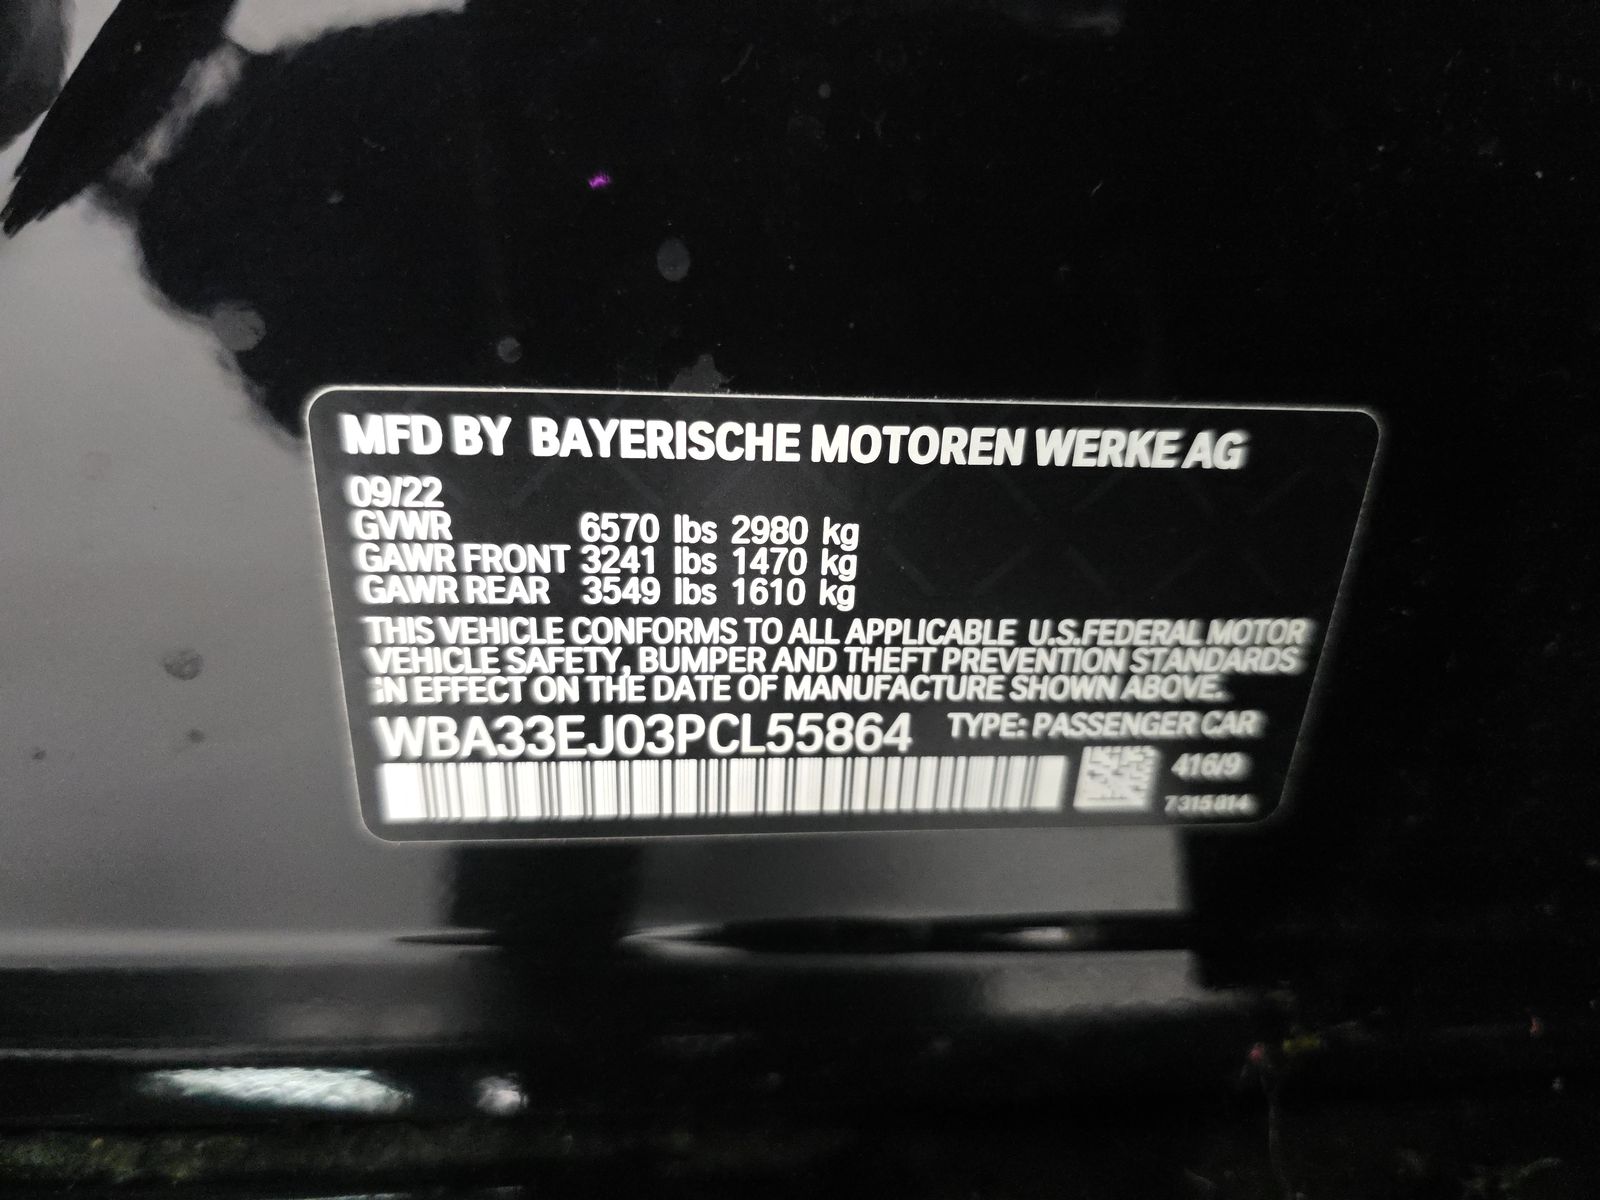 MFD BY BAYERISCHE MOTOREN WERKE AG
09/22
GVWR 6570 lbs 2980 kg
GAWR FRONT 3241 lbs 1470 kg
GAWR REAR 3549 lbs 1610 kg
THIS VEHICLE CONFORMS TO ALL APPLICABLE U.S.FEDERAL MOTOR
VEHICLE SAFETY, BUMPER AND THEFT PREVENTION STANDARDS
IN EFFECT ON THE DATE OF MANUFACTURE SHOWN ABOVE.
WBA33EJ03PCL55864 TYPE: PASSENGER CAR
416/9
7315814